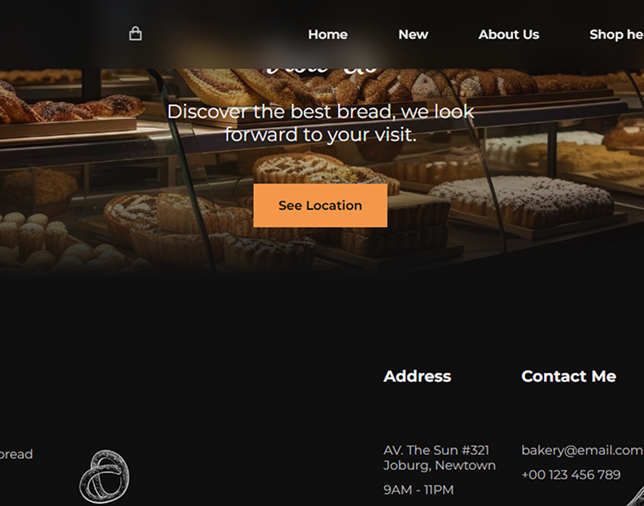 Home
New
About Us
Shop he
Discover the best bread, we look
forward to your visit.
See Location
Address
Contact Me
bread
AV. The Sun #321
Joburg, Newtown
9AM - 11PM
bakery@email.com
+00 123 456 789